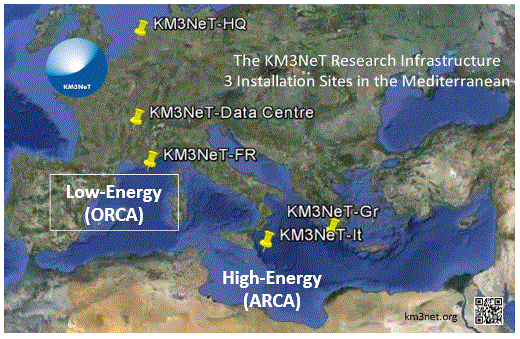 KM3NeT-HQ
The KM3NeT Research Infrastructure
3 Installation Sites in the Mediterranean
KM3NeT
KM3NeT-Data Centre
KM3NeT-FR
Low-Energy
(ORCA)
KM3NeT-Gr
KM3NeT-It
High-Energy
(ARCA)
km3net.org